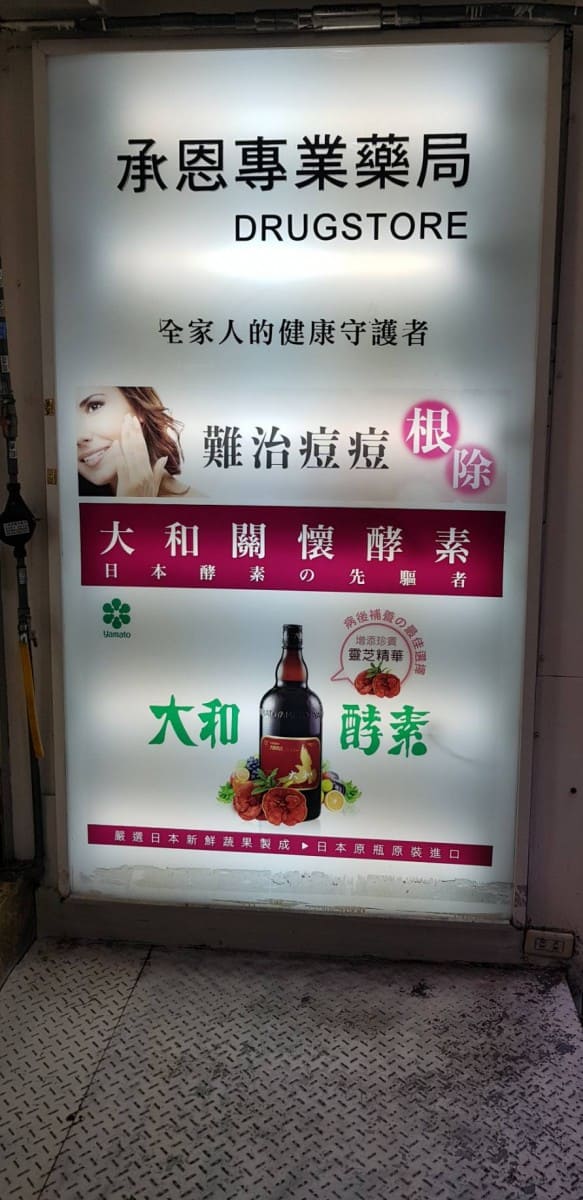 承恩專業藥局
DRUGSTORE
全家人的健康守護者
難治痘痘根除
大和關懷酵素
日本酵素の先驅者
yamato
病後補養の最佳選擇
增添珍貴
靈芝精華
大和 酵素
嚴選日本新鮮蔬果製成 ▶ 日本原瓶原裝進口